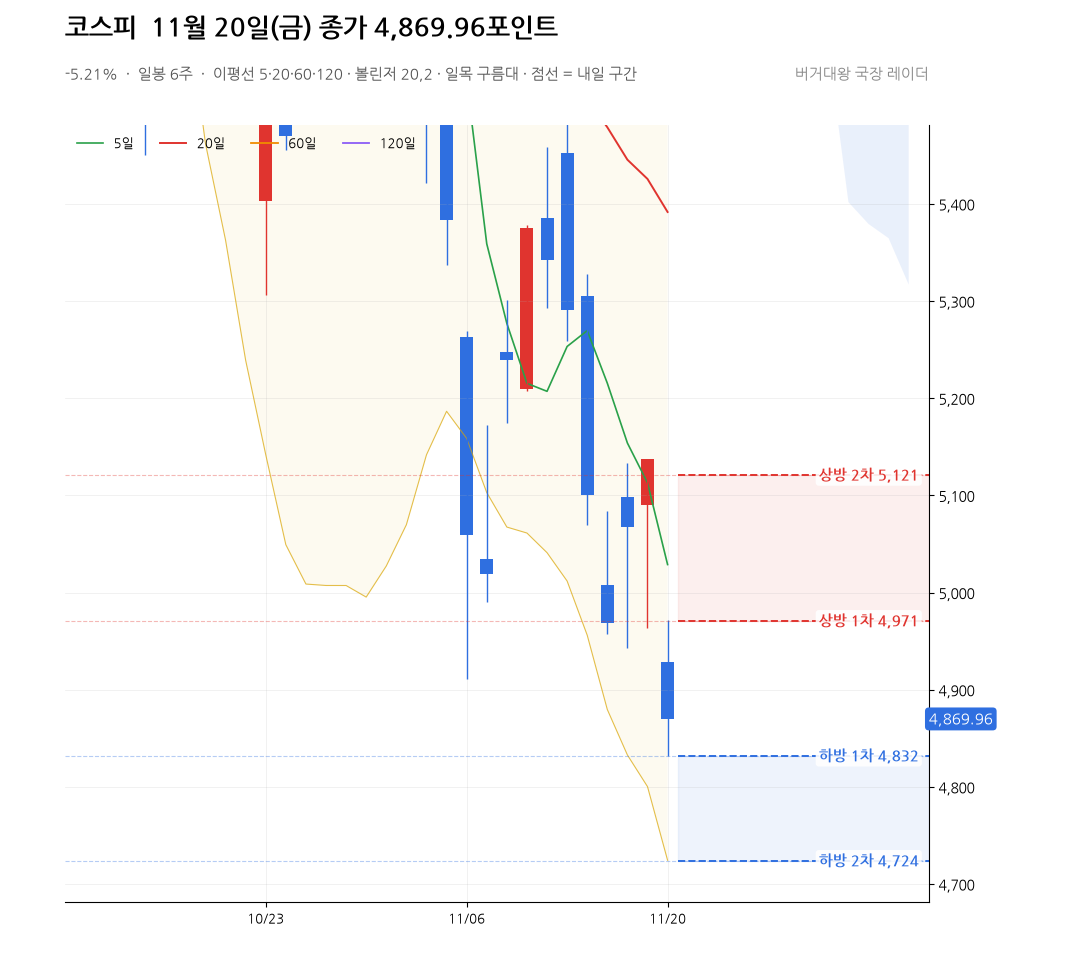 코스피 11월 20일(금) 종가 4,869.96포인트
-5.21% · 일봉 6주 · 이평선 5·20·60·120 · 볼린저 20,2 · 일목 구름대 · 점선 = 내일 구간
버거대왕 국장 레이더
5일 20일 60일 120일
5,400
5,300
5,200
상방 2차 5,121
5,100
5,000
상방 1차 4,971
4,900
4,869.96
하방 1차 4,832
4,800
하방 2차 4,724
4,700
10/23 11/06 11/20